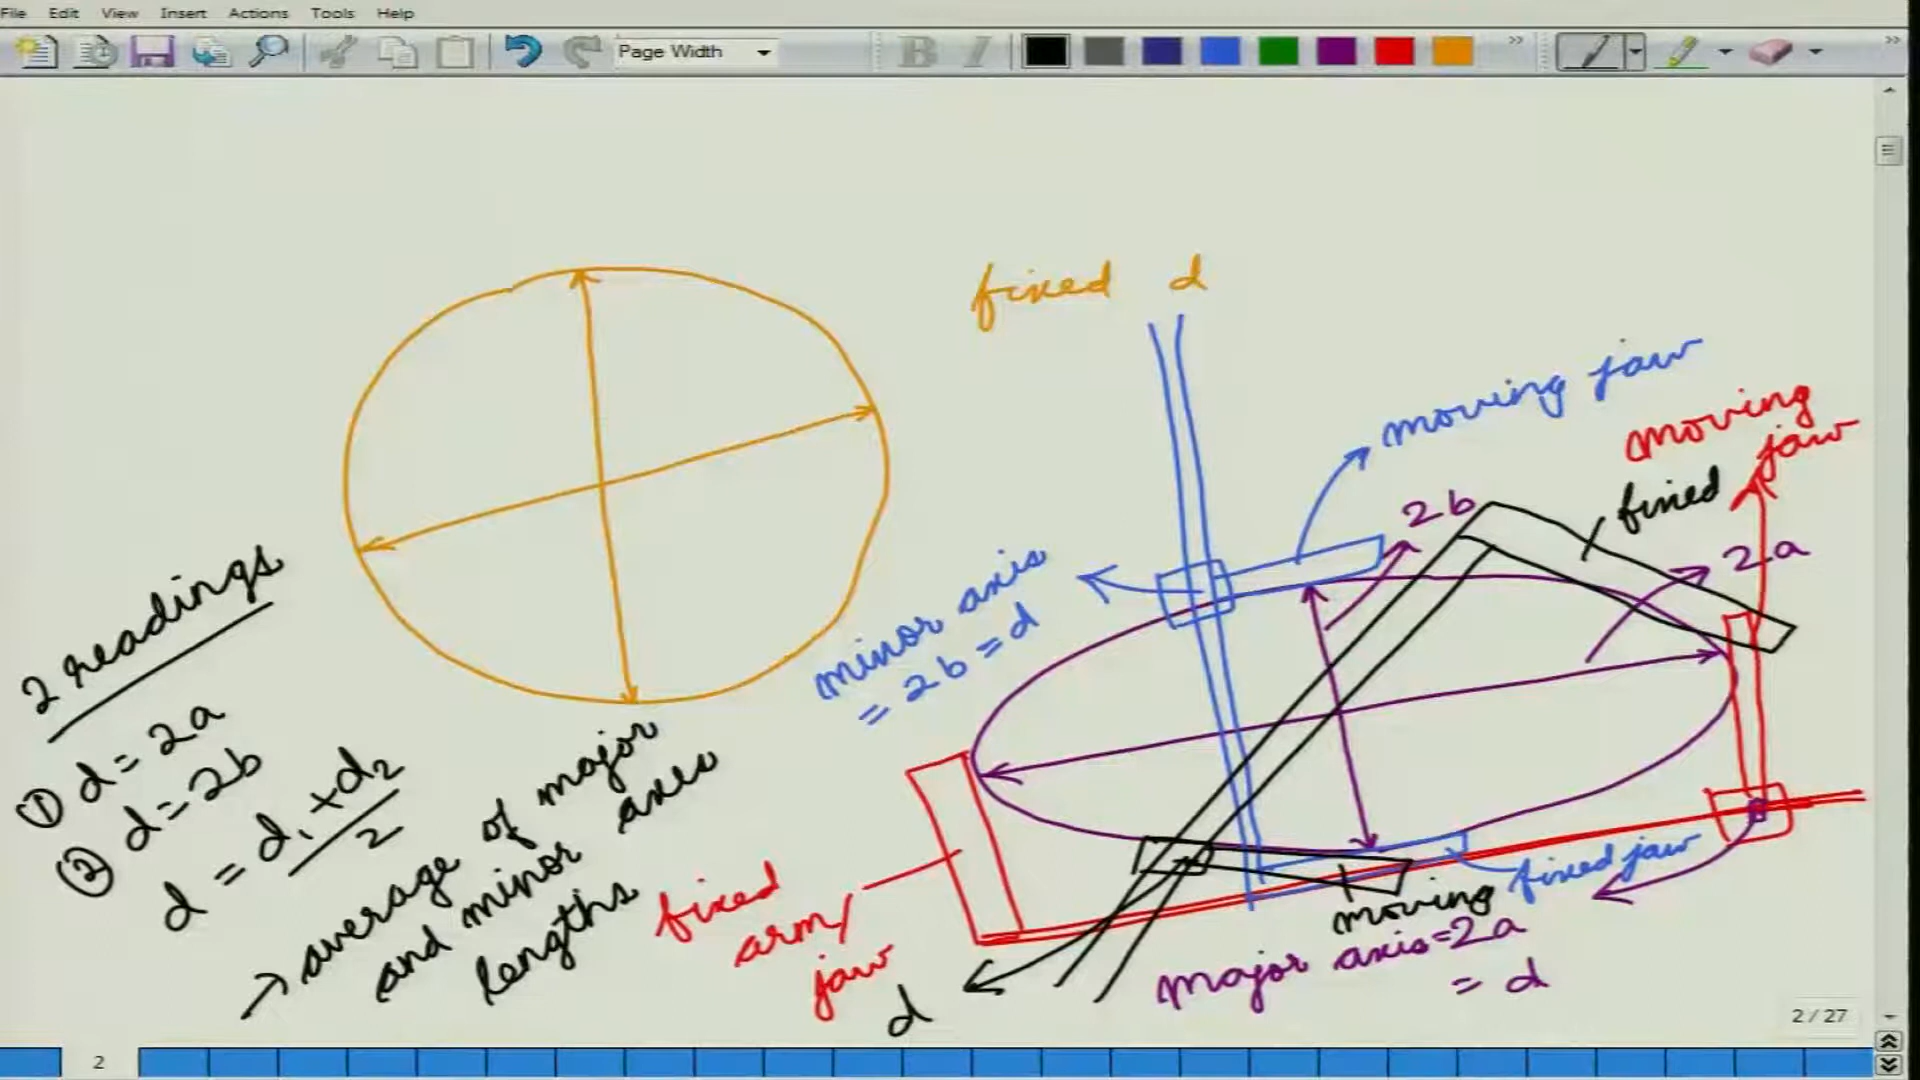 File Edit View Insert Actions Tools Help
Page Width
B I
fixed d
moving jaw
moving
jaw
fixed
2b
2a
minor axis
= 2b = d
2 readings
① d = 2a
② d = 2b
d = d₁ + d₂
2
→ average of major
and minor axes
lengths
fixed
arm/
jaw
d
moving
fixed jaw
major axis = 2a
= d
2 / 27
2